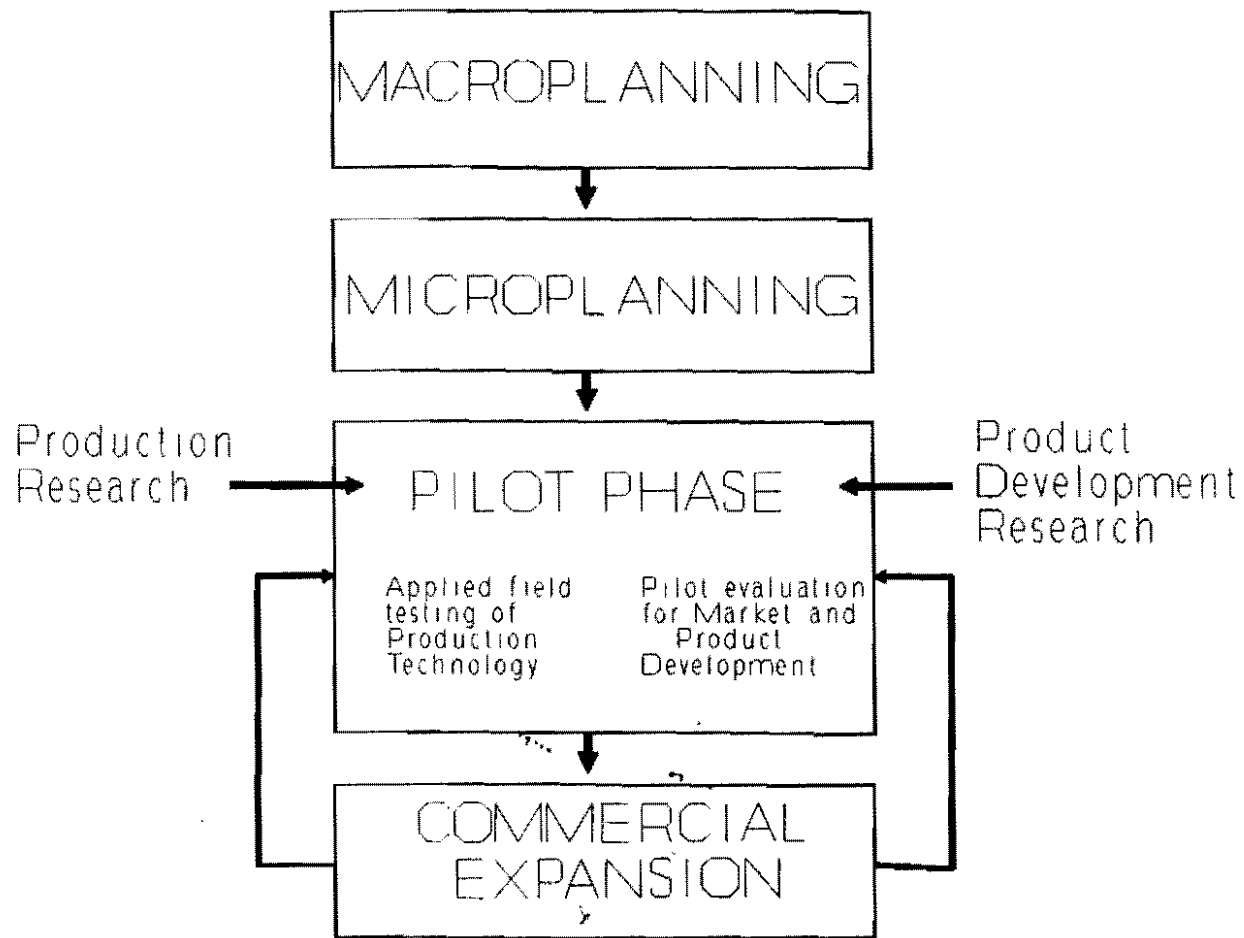 MACROPLANNING
MICROPLANNING
Production
Research
PILOT PHASE
Product
Development
Research
Applied field
testing of
Production
Technology
Pilot evaluation
for Market and
Product
Development
COMMERCIAL
EXPANSION